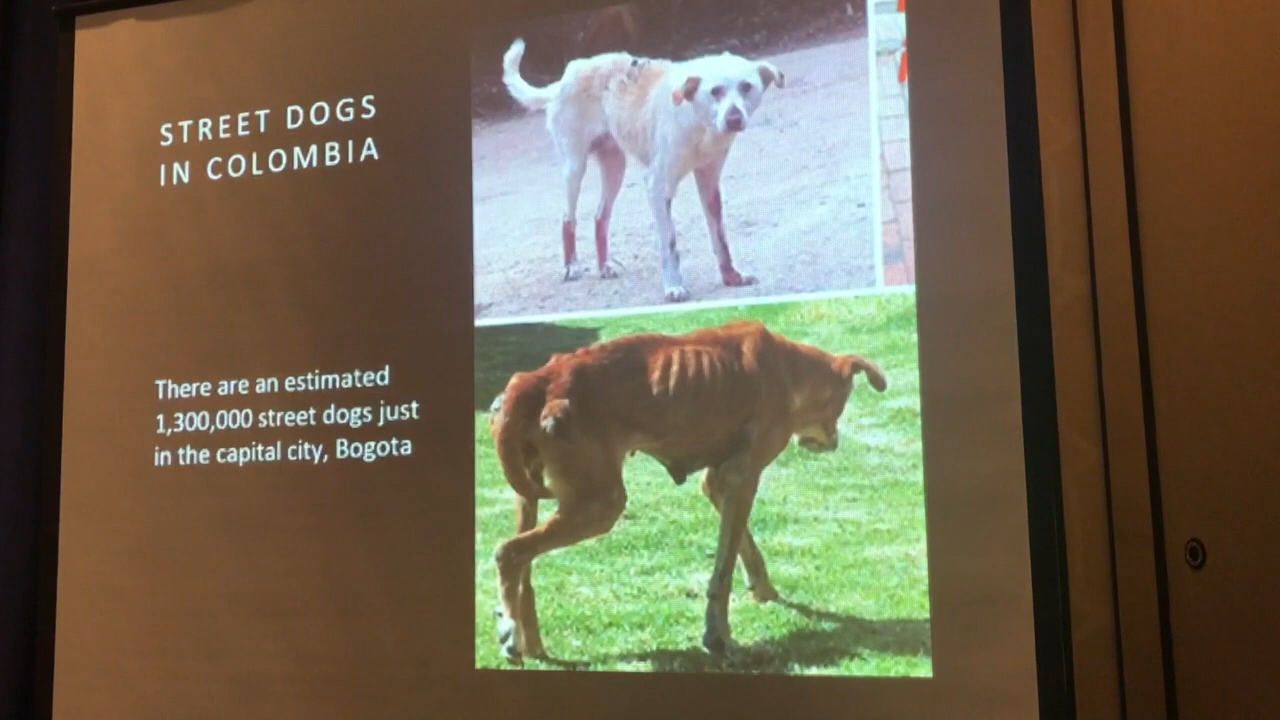 STREET DOGS
IN COLOMBIA
There are an estimated
1,300,000 street dogs just
in the capital city, Bogota